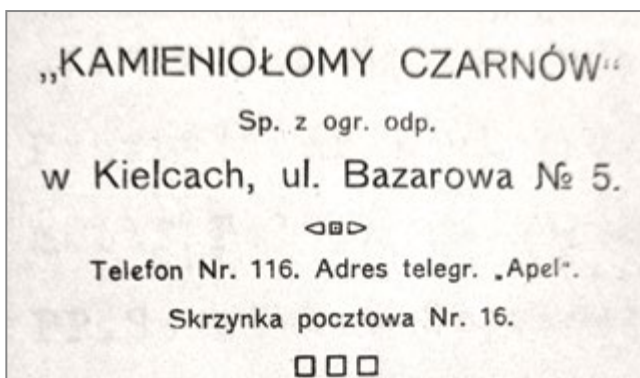 „KAMIENIOŁOMY CZARNÓW“
Sp. z ogr. odp.
w Kielcach, ul. Bazarowa № 5.
Telefon Nr. 116. Adres telegr. „Apel“.
Skrzynka pocztowa Nr. 16.